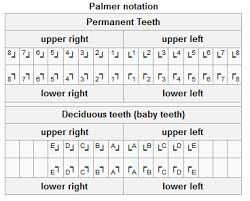 Palmer notation
Permanent Teeth
upper right upper left
8 7 6 5 4 3 2 1 1 2 3 4 5 6 7 8
8 7 6 5 4 3 2 1 1 2 3 4 5 6 7 8
lower right lower left
Deciduous teeth (baby teeth)
upper right upper left
E D C B A A B C D E
E D C B A A B C D E
lower right lower left